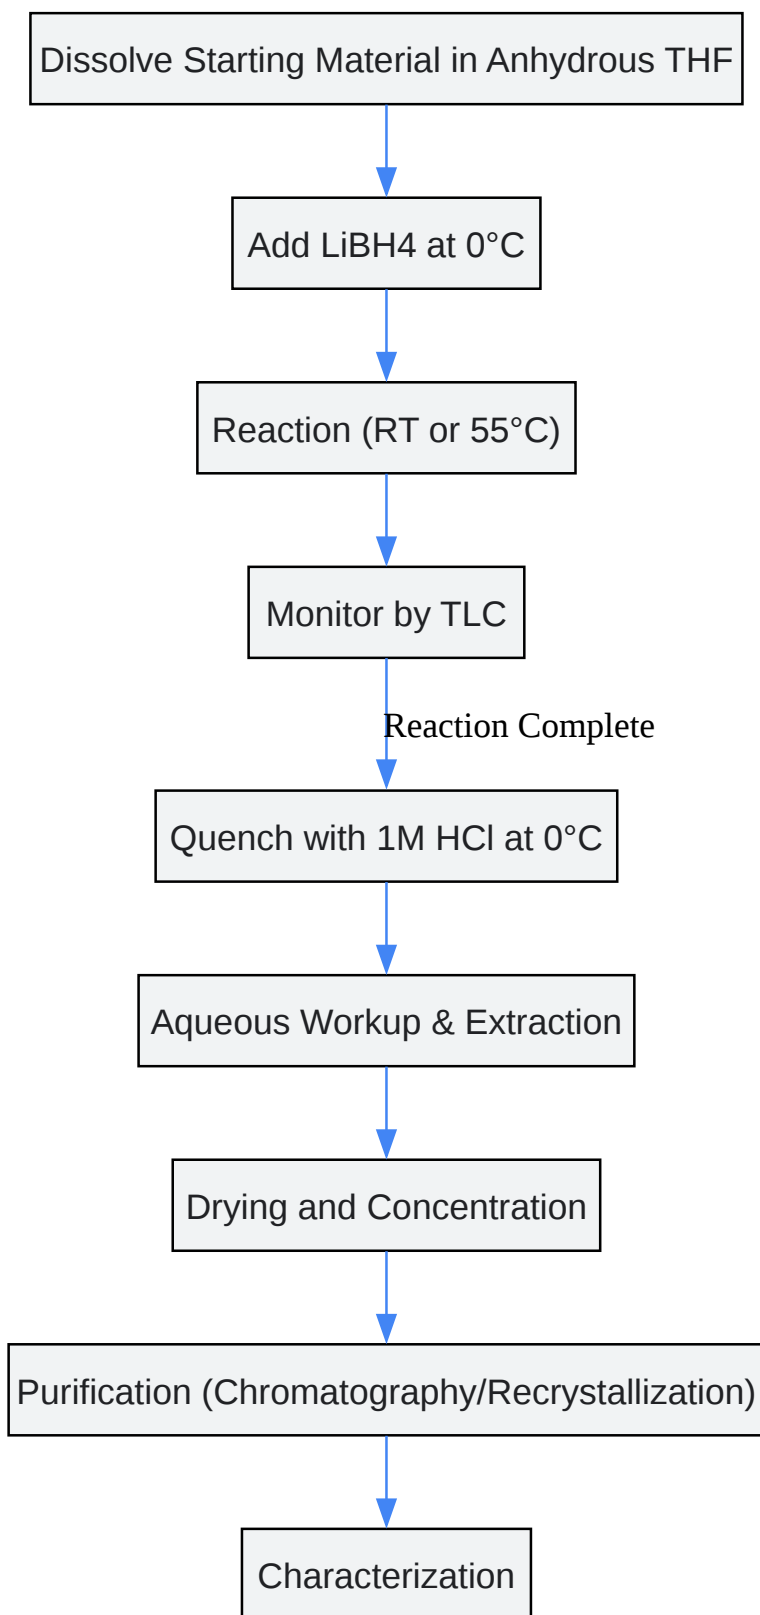 Dissolve Starting Material in Anhydrous THF
Add LiBH4 at 0°C
Reaction (RT or 55°C)
Monitor by TLC
Reaction Complete
Quench with 1M HCl at 0°C
Aqueous Workup & Extraction
Drying and Concentration
Purification (Chromatography/Recrystallization)
Characterization